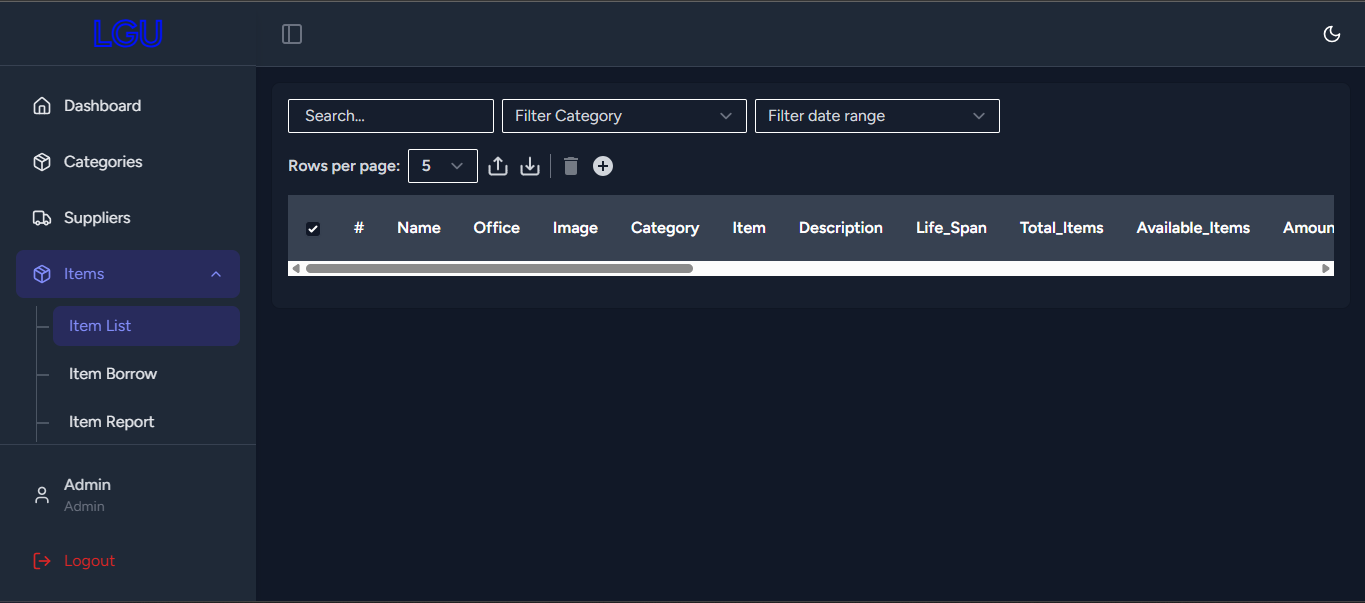 LGU
Dashboard
Categories
Suppliers
Items
Item List
Item Borrow
Item Report
Admin
Admin
Logout
Search... Filter Category Filter date range
Rows per page: 5
# Name Office Image Category Item Description Life_Span Total_Items Available_Items Amoun